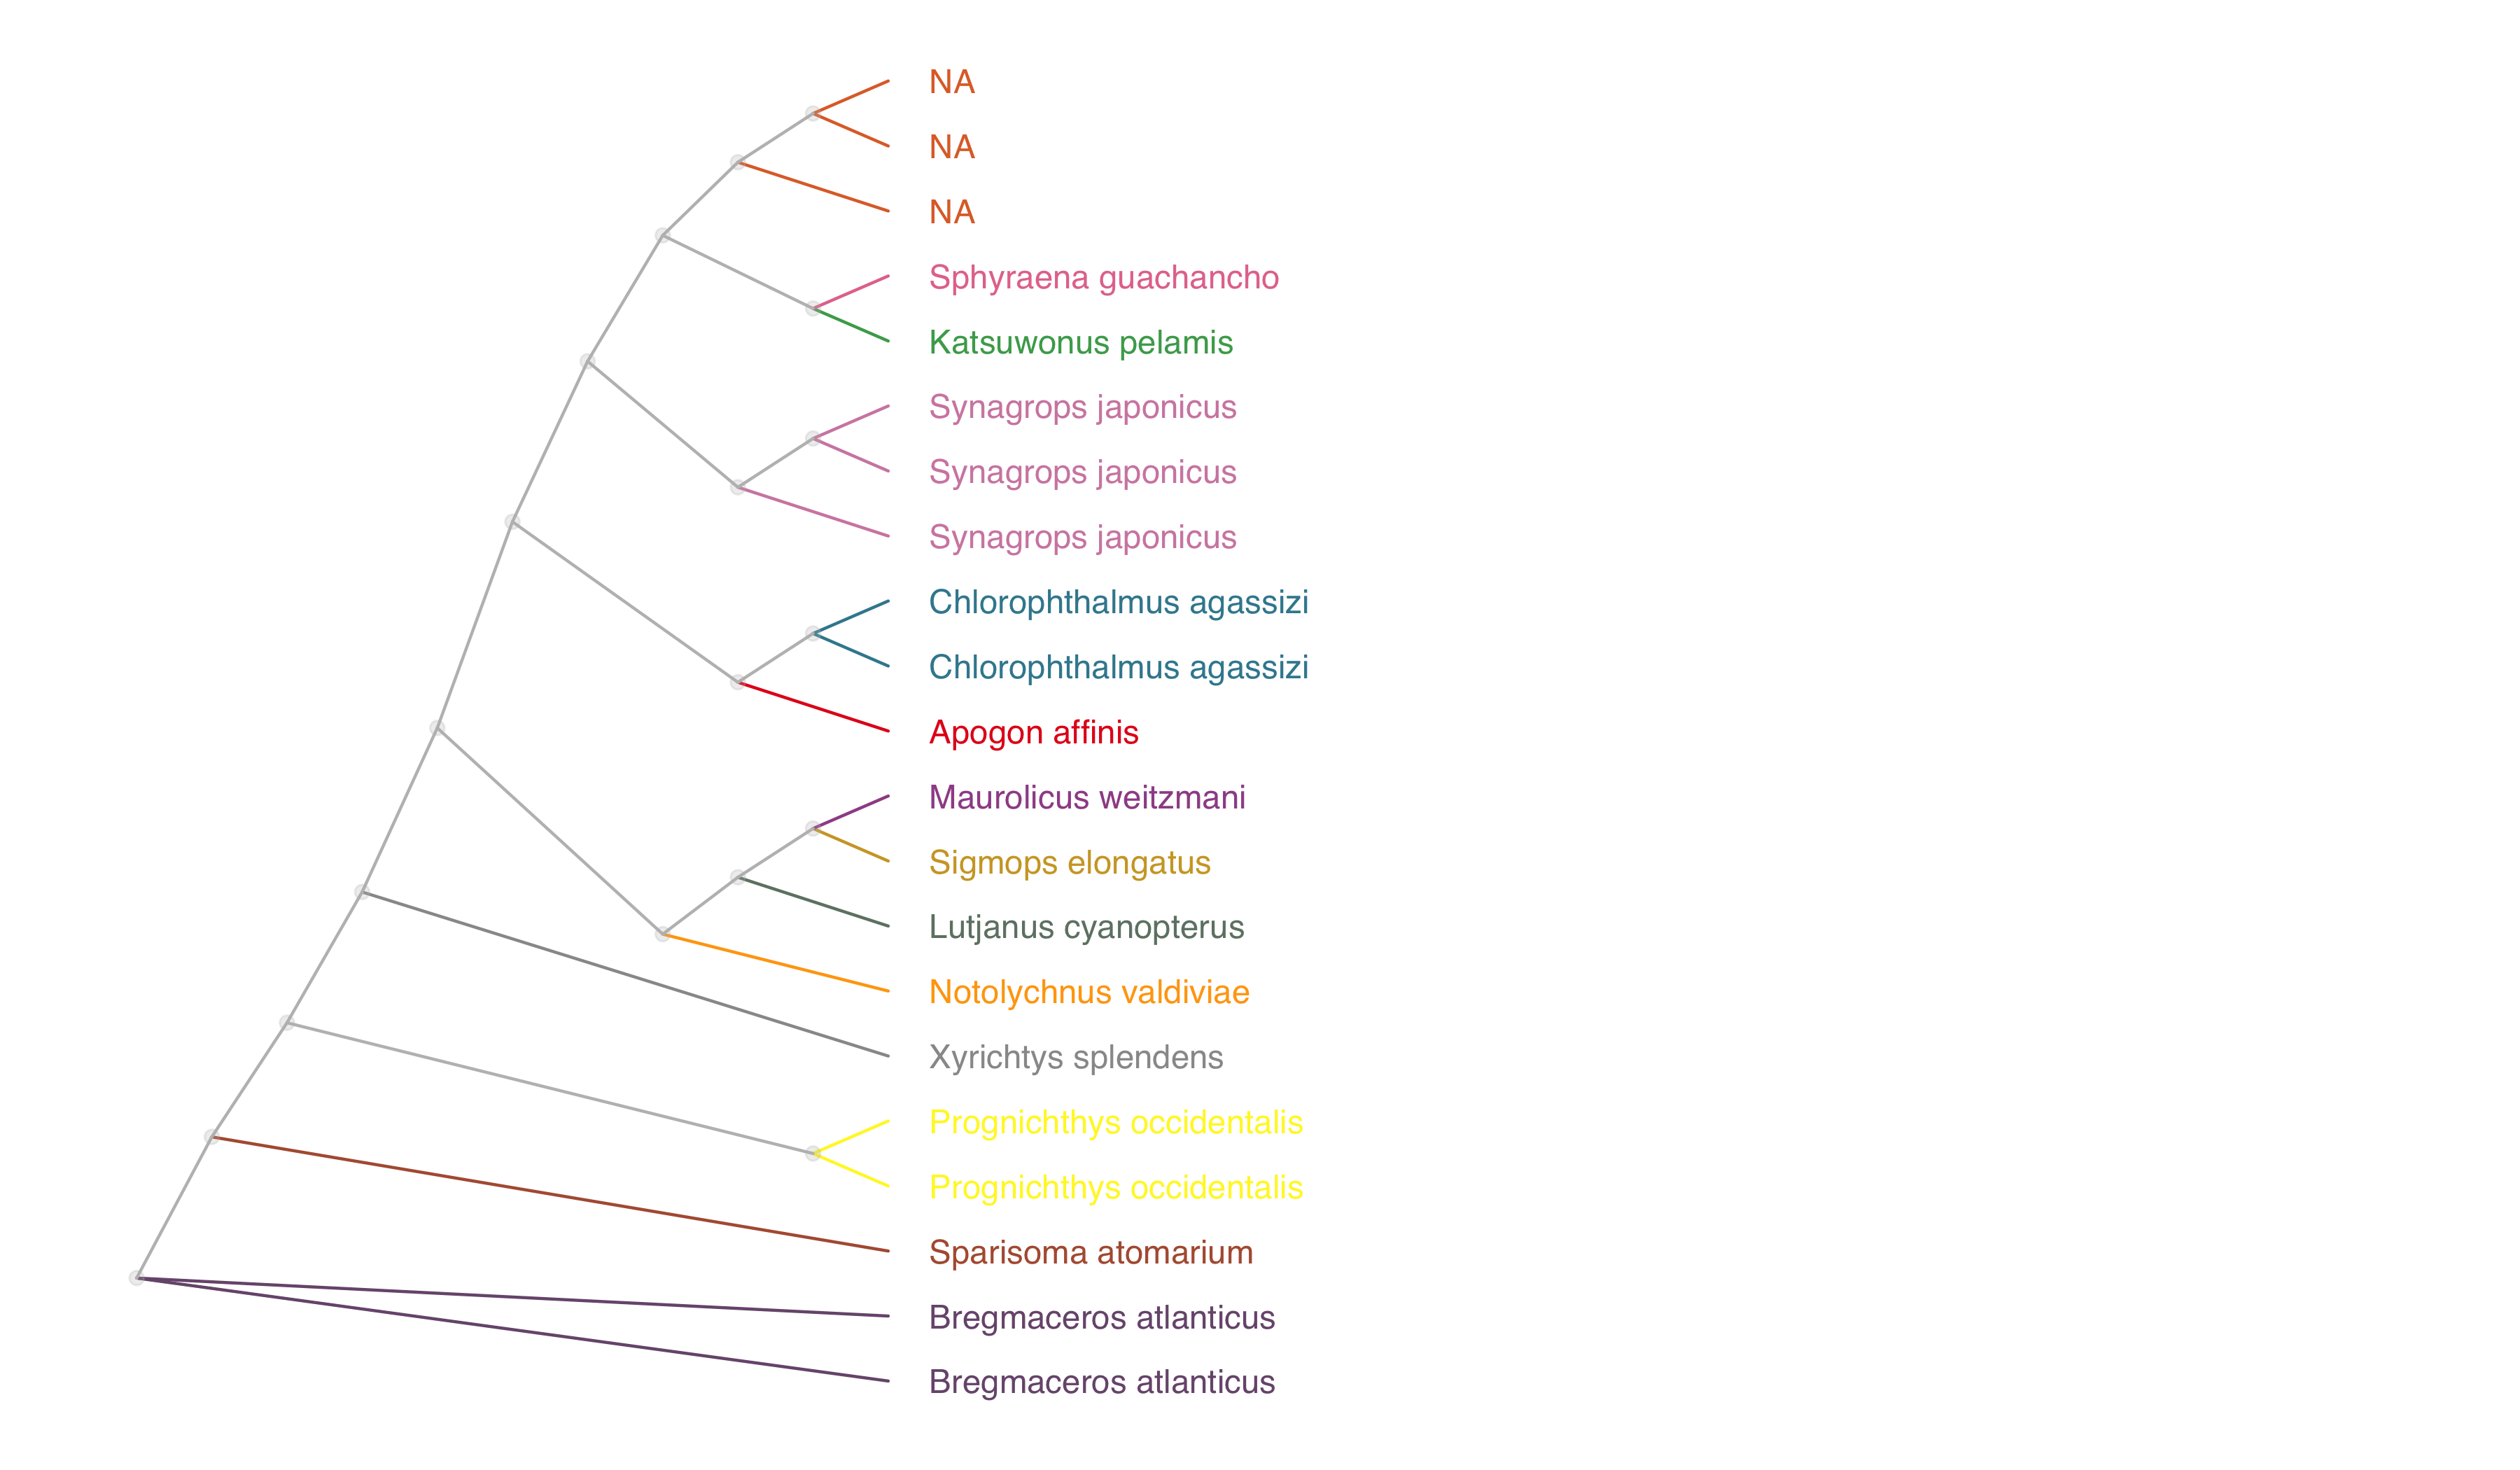 NA
NA
NA
Sphyraena guachancho
Katsuwonus pelamis
Synagrops japonicus
Synagrops japonicus
Synagrops japonicus
Chlorophthalmus agassizi
Chlorophthalmus agassizi
Apogon affinis
Maurolicus weitzmani
Sigmops elongatus
Lutjanus cyanopterus
Notolychnus valdiviae
Xyrichtys splendens
Prognichthys occidentalis
Prognichthys occidentalis
Sparisoma atomarium
Bregmaceros atlanticus
Bregmaceros atlanticus